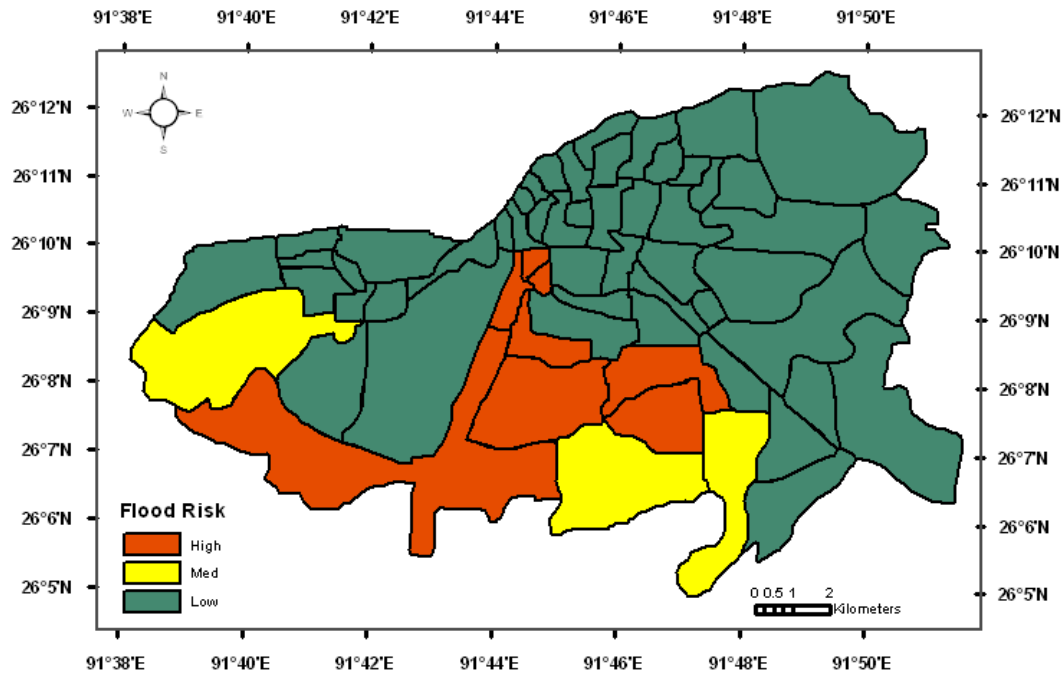 91°38'E 91°40'E 91°42'E 91°44'E 91°46'E 91°48'E 91°50'E
N
W E
S
26°12'N 26°12'N
26°11'N 26°11'N
26°10'N 26°10'N
26°9'N 26°9'N
26°8'N 26°8'N
26°7'N 26°7'N
26°6'N 26°6'N
26°5'N 26°5'N
Flood Risk
High
Med
Low
0 0.5 1 2
Kilometers
91°38'E 91°40'E 91°42'E 91°44'E 91°46'E 91°48'E 91°50'E